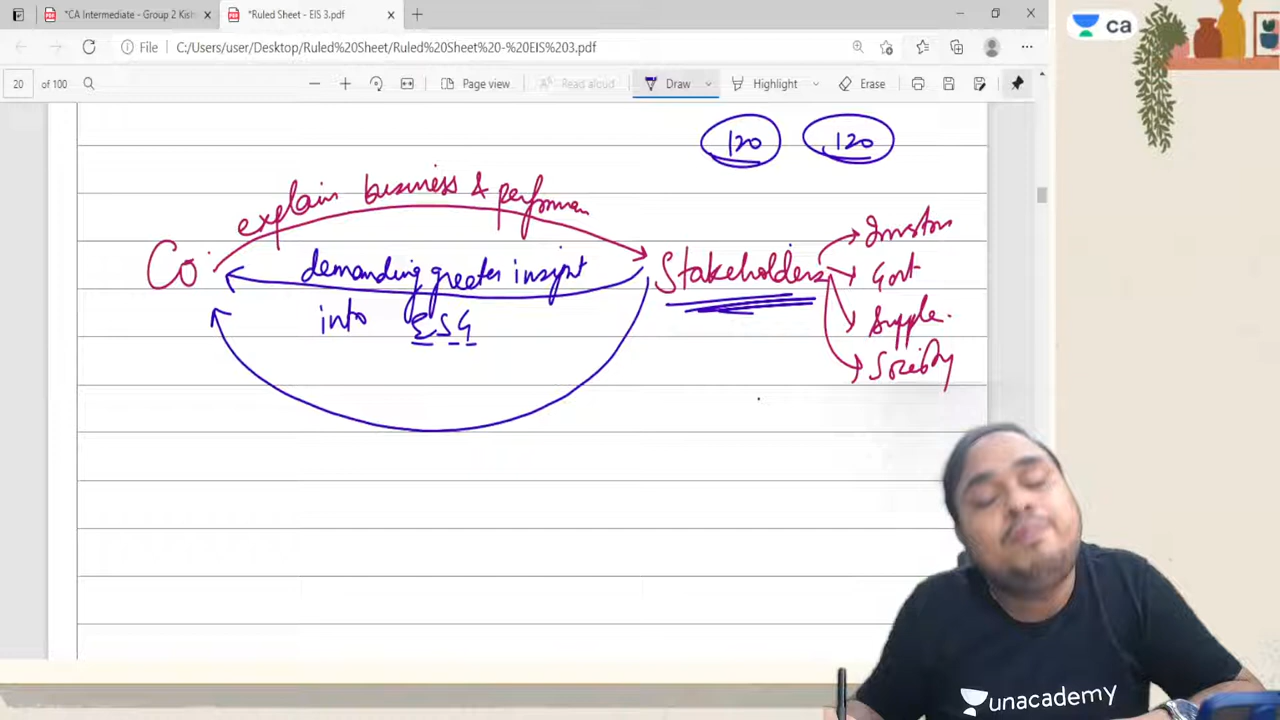 *CA Intermediate - Group 2 Kish
*Ruled Sheet - EIS 3.pdf
File
C:/Users/user/Desktop/Ruled%20Sheet/Ruled%20Sheet%20-%20EIS%203.pdf
20 of 100
Page view
Read aloud
Draw
Highlight
Erase
ca
120 120
explain business & performan
Co
demanding greater insight
into ESG
Stakeholders
Investors
Govt
Supplie.
Society
unacademy